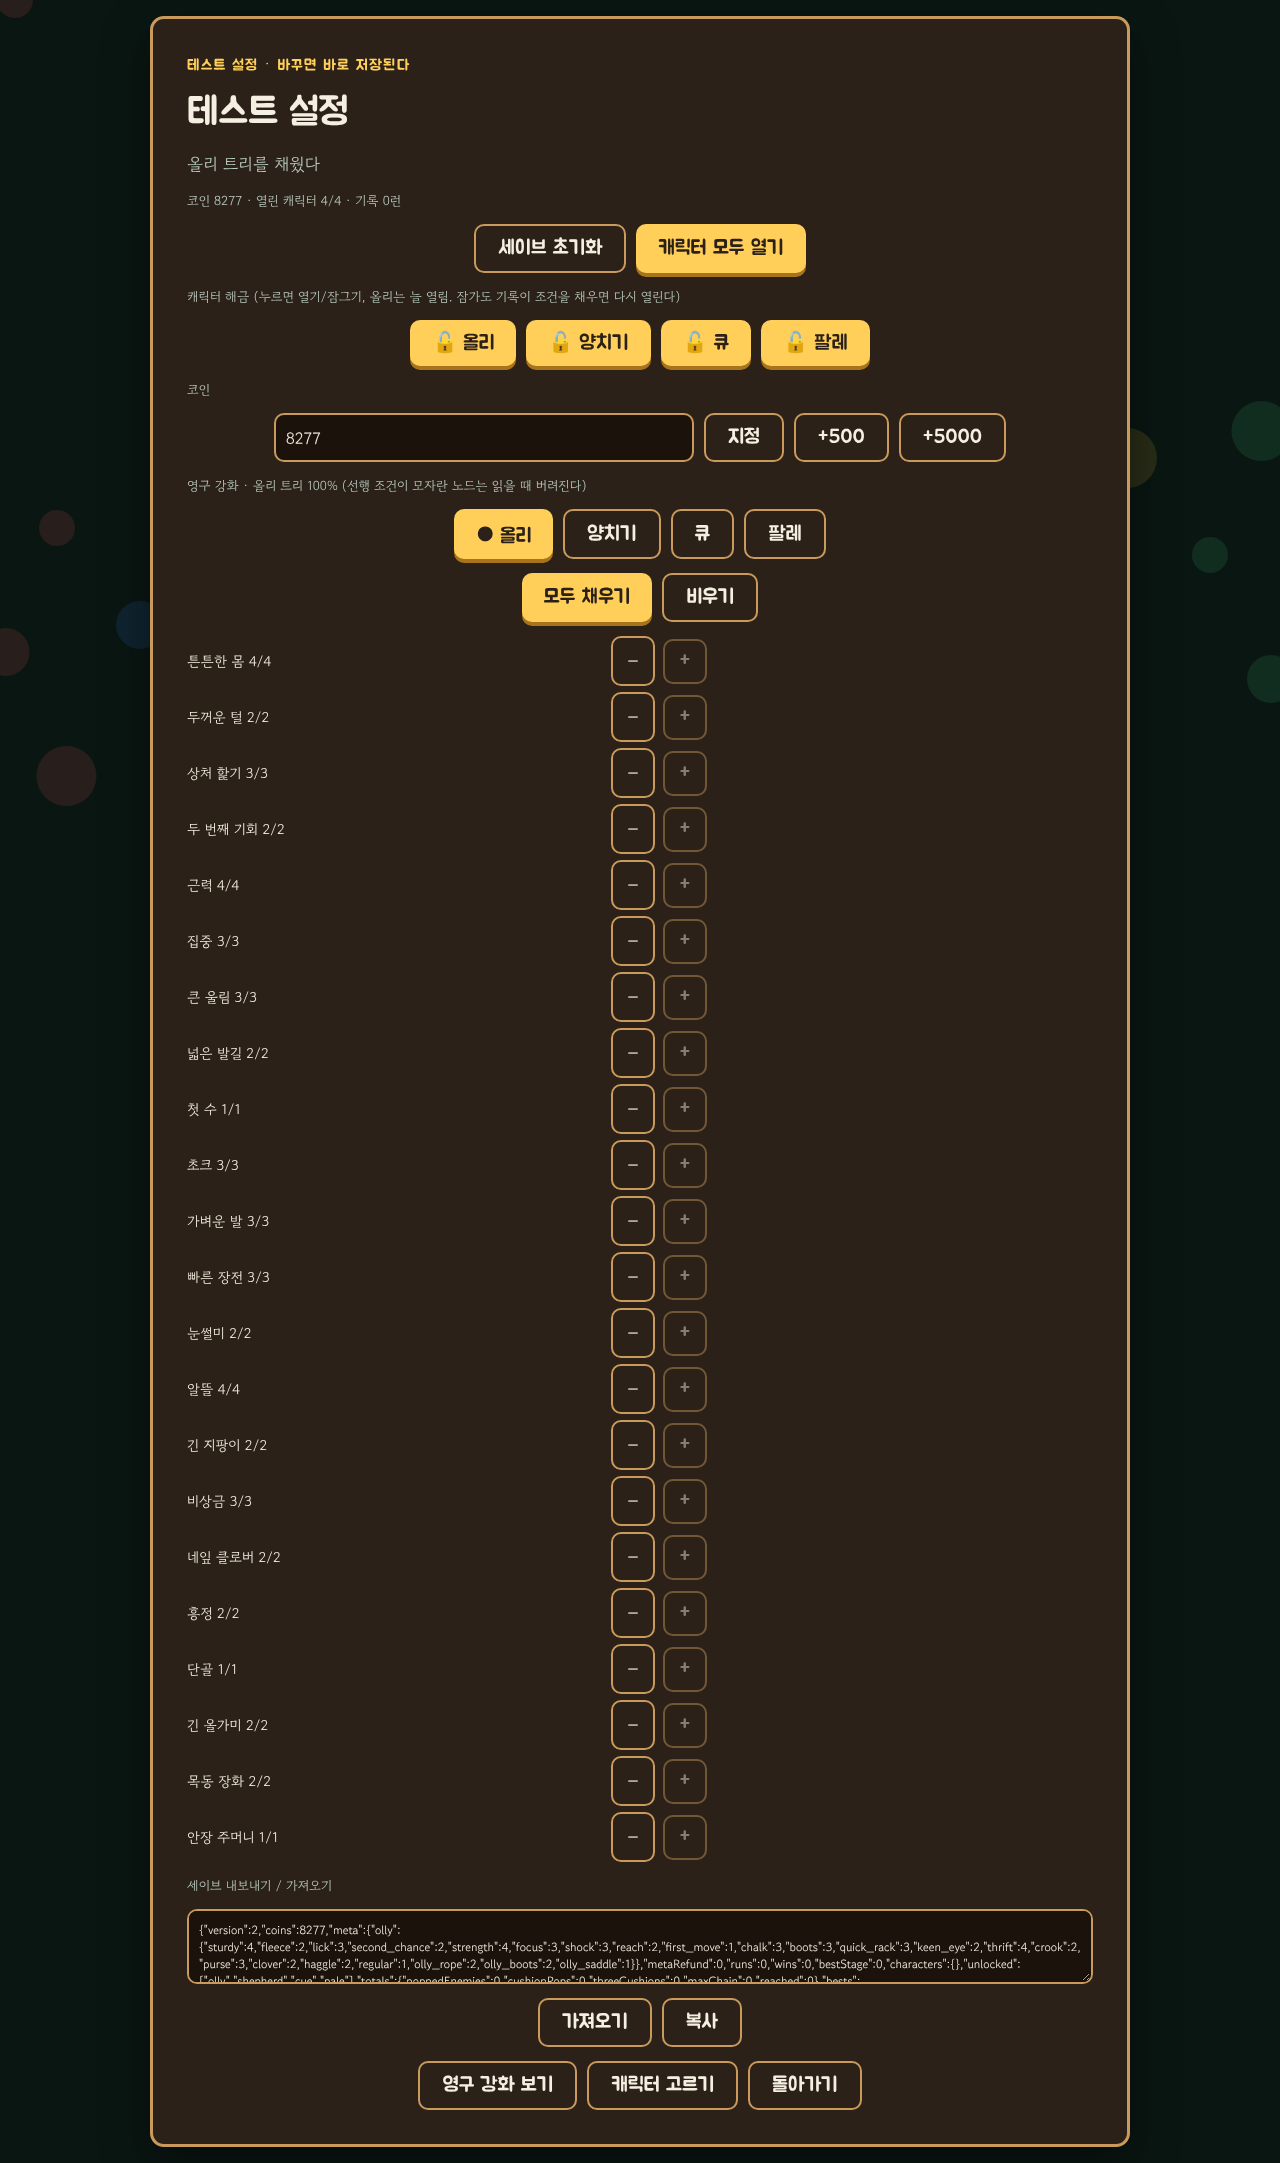 테스트 설정 · 바꾸면 바로 저장된다
테스트 설정
올리 트리를 채웠다
코인 8277 · 열린 캐릭터 4/4 · 기록 0런
세이브 초기화 캐릭터 모두 열기
캐릭터 해금 (누르면 열기/잠그기, 올리는 늘 열림. 잠가도 기록이 조건을 채우면 다시 열린다)
🔓 올리 🔓 양치기 🔓 큐 🔓 팔레
코인
8277 지정 +500 +5000
영구 강화 · 올리 트리 100% (선행 조건이 모자란 노드는 읽을 때 버려진다)
● 올리 양치기 큐 팔레
모두 채우기 비우기
튼튼한 몸 4/4 − +
두꺼운 털 2/2 − +
상처 핥기 3/3 − +
두 번째 기회 2/2 − +
근력 4/4 − +
집중 3/3 − +
큰 울림 3/3 − +
넓은 발길 2/2 − +
첫 수 1/1 − +
초크 3/3 − +
가벼운 발 3/3 − +
빠른 장전 3/3 − +
눈썰미 2/2 − +
알뜰 4/4 − +
긴 지팡이 2/2 − +
비상금 3/3 − +
네잎 클로버 2/2 − +
흥정 2/2 − +
단골 1/1 − +
긴 올가미 2/2 − +
목동 장화 2/2 − +
안장 주머니 1/1 − +
세이브 내보내기 / 가져오기
{"version":2,"coins":8277,"meta":{"olly":
{"sturdy":4,"fleece":2,"lick":3,"second_chance":2,"strength":4,"focus":3,"shock":3,"reach":2,"first_move":1,"chalk":3,"boots":3,"quick_rack":3,"keen_eye":2,"thrift":4,"crook":2,
"purse":3,"clover":2,"haggle":2,"regular":1,"olly_rope":2,"olly_boots":2,"olly_saddle":1}},"metaRefund":0,"runs":0,"wins":0,"bestStage":0,"characters":{},"unlocked":
["olly","shepherd","cue","pale"],"totals":{"poppedEnemies":0,"cushionPops":0,"threeCushions":0,"maxChain":0,"reached":0},"bests":
가져오기 복사
영구 강화 보기 캐릭터 고르기 돌아가기